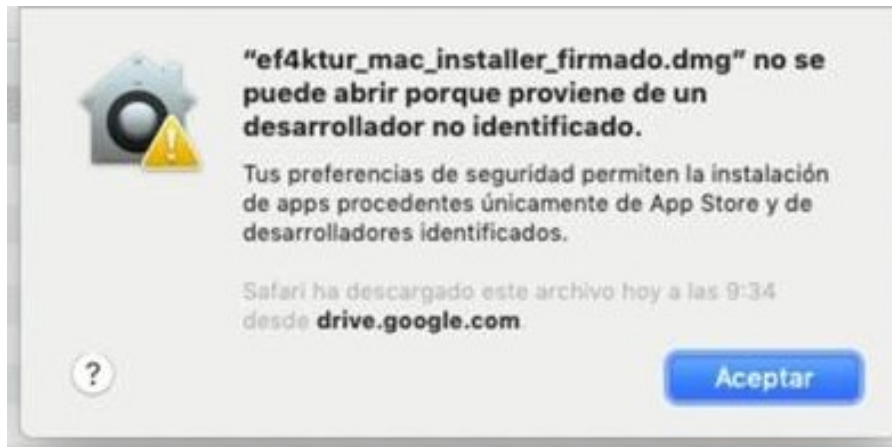 “ef4ktur_mac_installer_firmado.dmg” no se
puede abrir porque proviene de un
desarrollador no identificado.
Tus preferencias de seguridad permiten la instalación
de apps procedentes únicamente de App Store y de
desarrolladores identificados.
Safari ha descargado este archivo hoy a las 9:34
desde drive.google.com
?
Aceptar